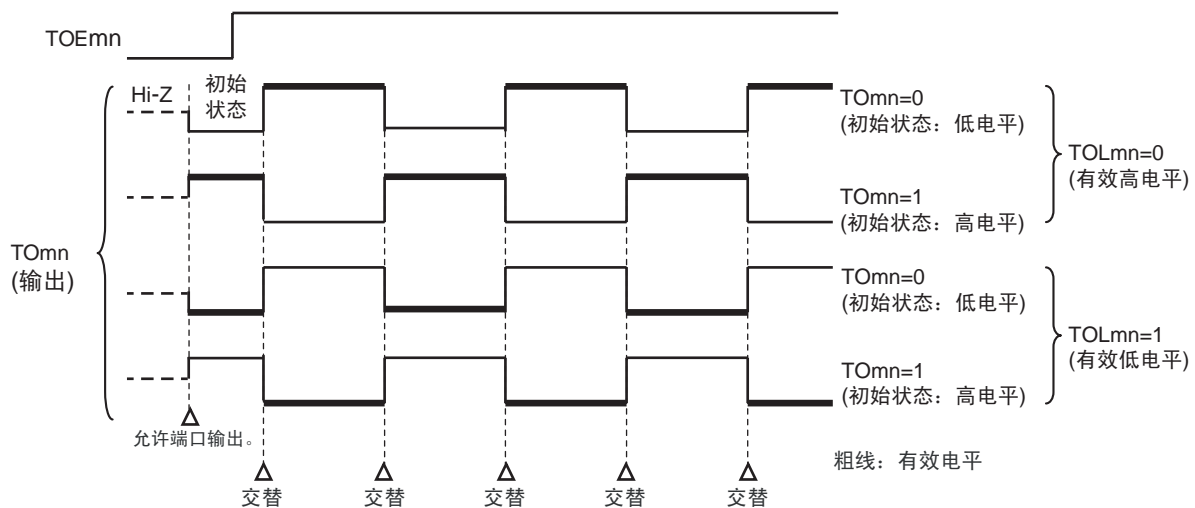 TOEmn
Hi-Z
初始
状态
TOmn=0
(初始状态：低电平)
TOLmn=0
(有效高电平)
TOmn=1
(初始状态：高电平)
TOmn
(输出)
TOmn=0
(初始状态：低电平)
TOLmn=1
(有效低电平)
TOmn=1
(初始状态：高电平)
允许端口输出。
粗线：有效电平
交替
交替
交替
交替
交替